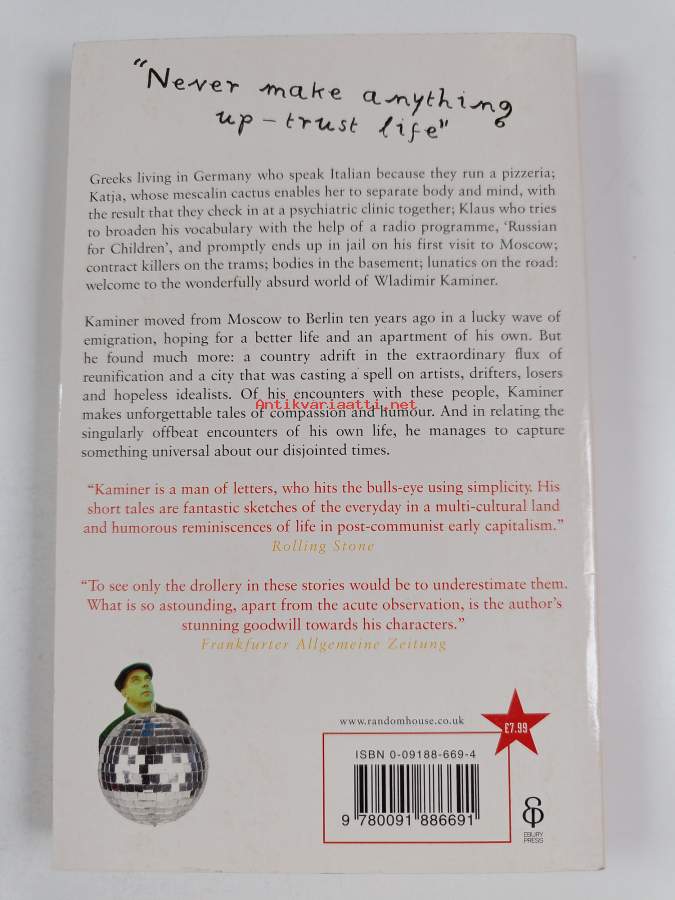 "Never make anything
up – trust life"
Greeks living in Germany who speak Italian because they run a pizzeria;
Katja, whose mescalin cactus enables her to separate body and mind, with
the result that they check in at a psychiatric clinic together; Klaus who tries
to broaden his vocabulary with the help of a radio programme, 'Russian
for Children', and promptly ends up in jail on his first visit to Moscow;
contract killers on the trams; bodies in the basement; lunatics on the road:
welcome to the wonderfully absurd world of Wladimir Kaminer.
Kaminer moved from Moscow to Berlin ten years ago in a lucky wave of
emigration, hoping for a better life and an apartment of his own. But
he found much more: a country adrift in the extraordinary flux of
reunification and a city that was casting a spell on artists, drifters, losers
and hopeless idealists. Of his encounters with these people, Kaminer
Antikvariaatti.net
makes unforgettable tales of compassion and humour. And in relating the
singularly offbeat encounters of his own life, he manages to capture
something universal about our disjointed times.
"Kaminer is a man of letters, who hits the bulls-eye using simplicity. His
short tales are fantastic sketches of the everyday in a multi-cultural land
and humorous reminiscences of life in post-communist early capitalism."
Rolling Stone
"To see only the drollery in these stories would be to underestimate them.
What is so astounding, apart from the acute observation, is the author's
stunning goodwill towards his characters."
Frankfurter Allgemeine Zeitung
www.randomhouse.co.uk
£7.99
ISBN 0-09188-669-4
9 780091 886691
EBURY
PRESS